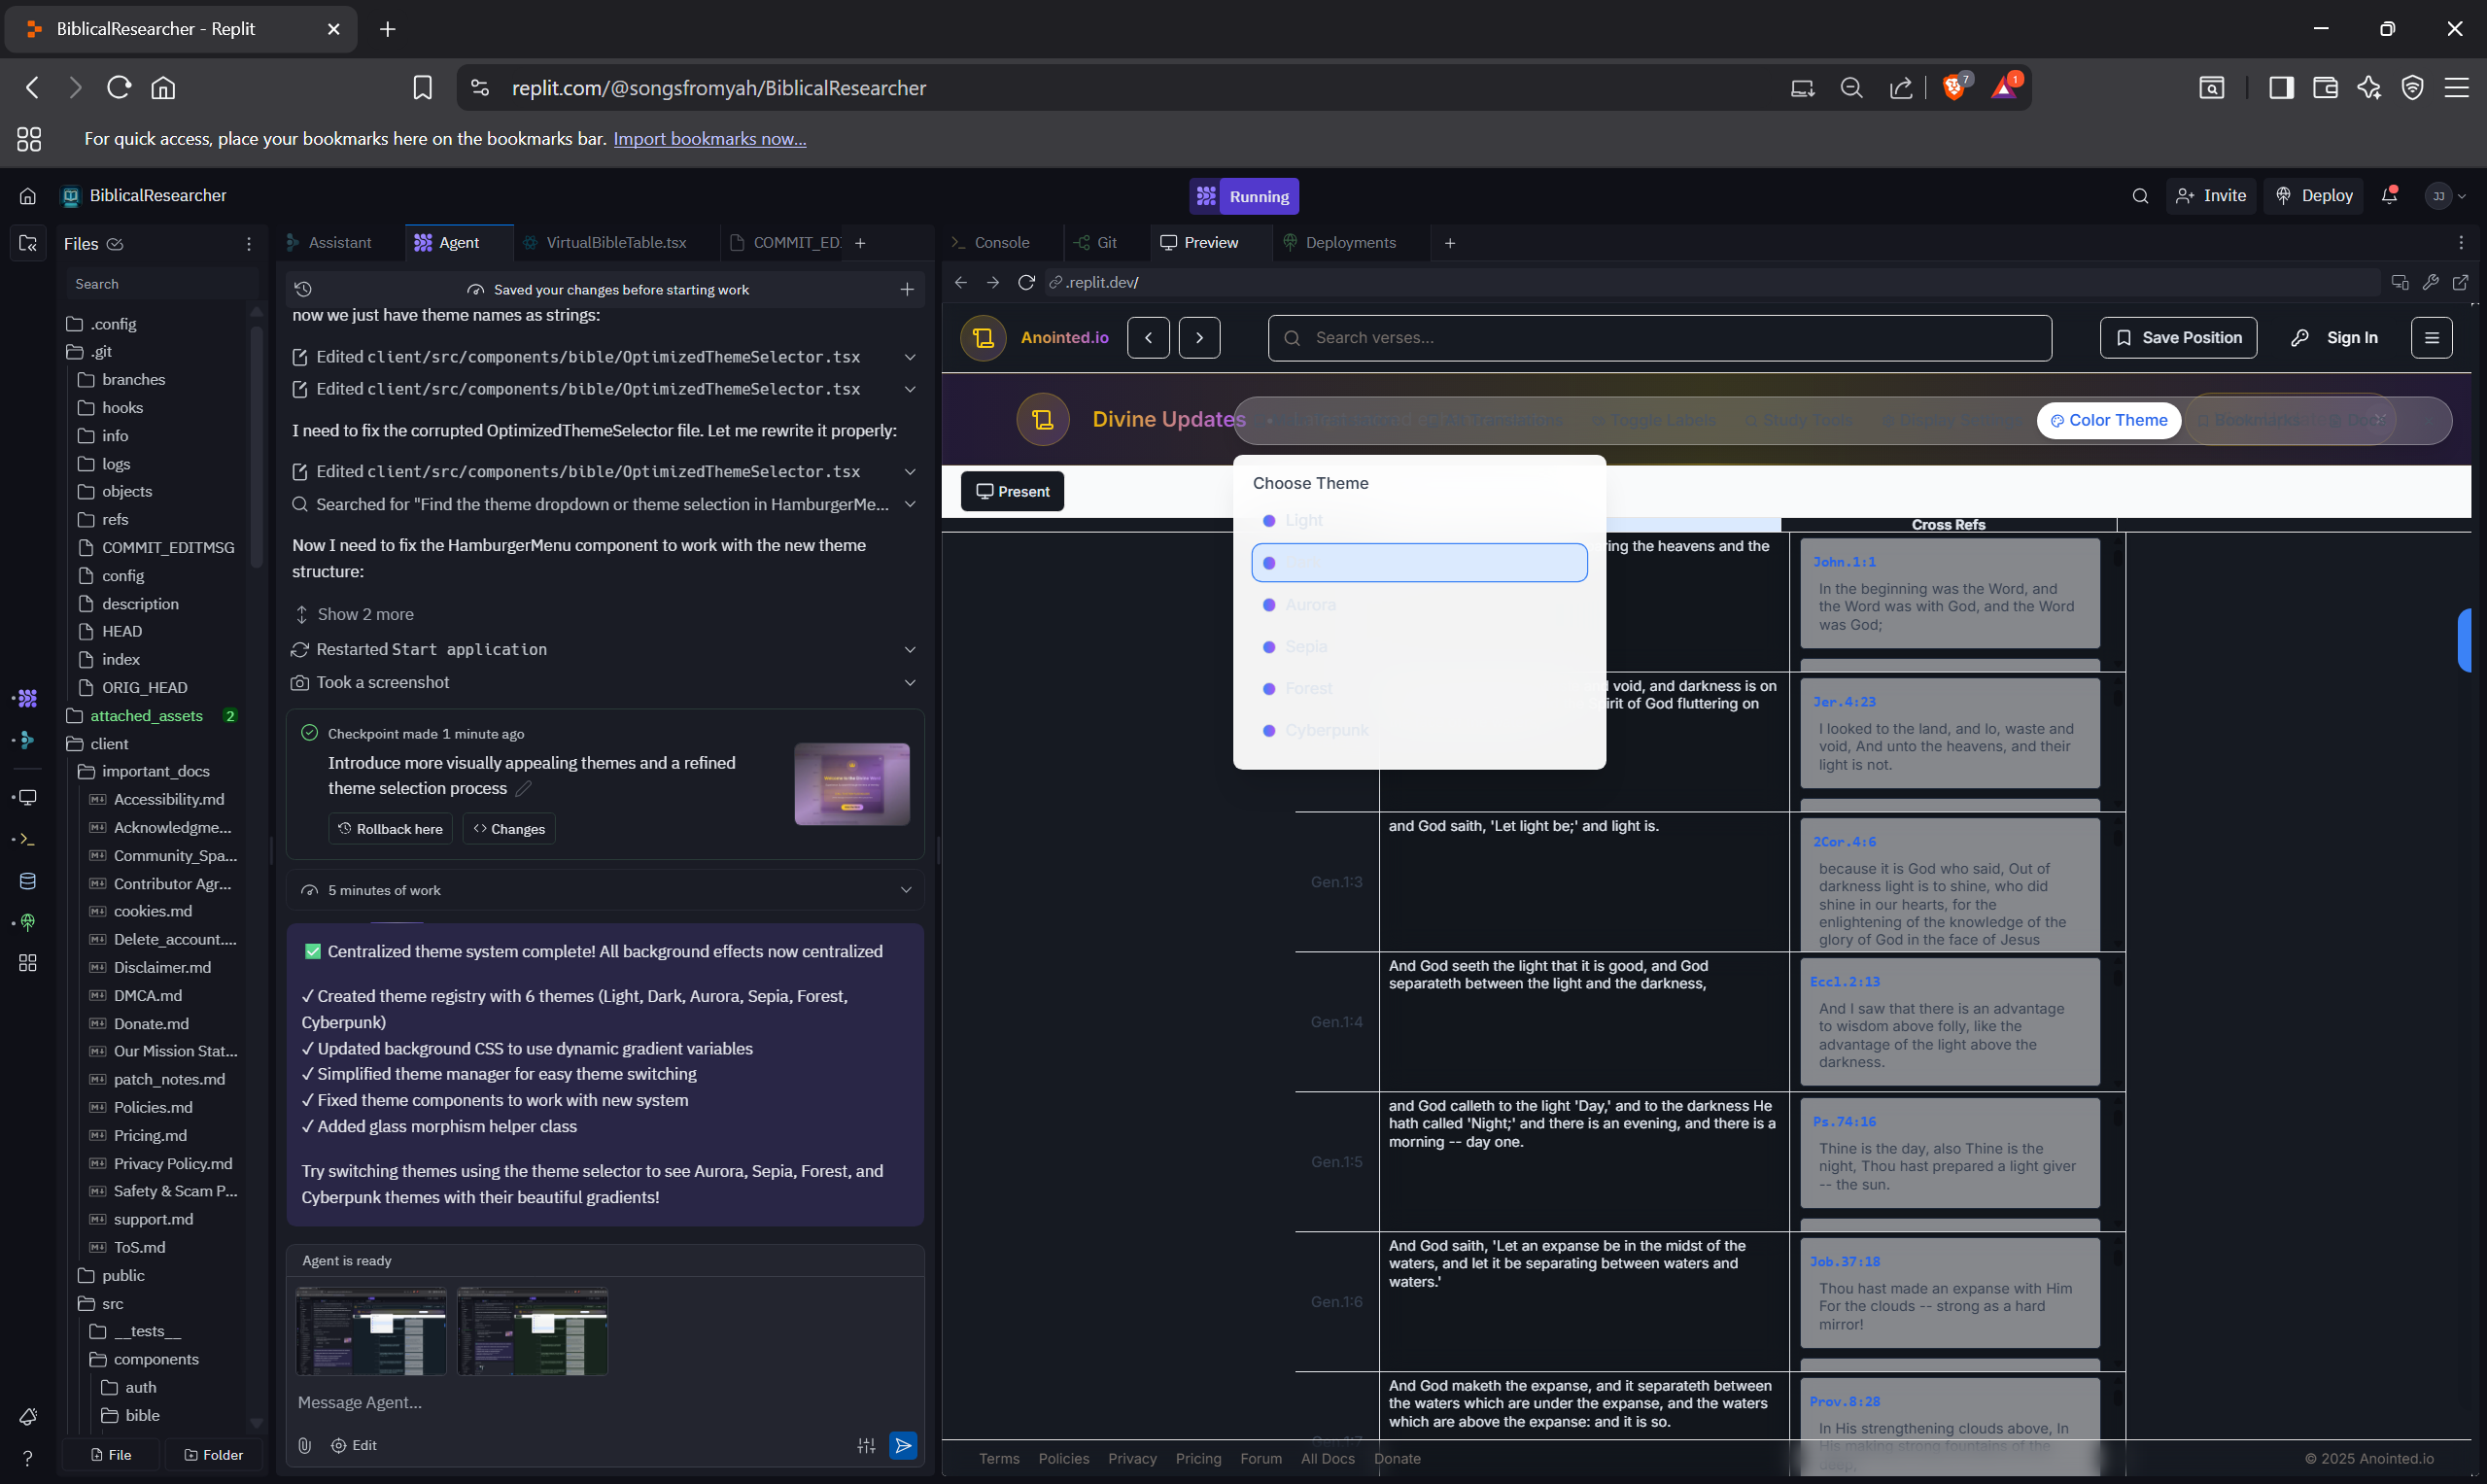 BiblicalResearcher - Replit
replit.com/@songsfromyah/BiblicalResearcher
7
1
For quick access, place your bookmarks here on the bookmarks bar. Import bookmarks now...
BiblicalResearcher
Running
Invite
Deploy
JJ
Files
Assistant
Agent
VirtualBibleTable.tsx
COMMIT_EDI
Console
Git
Preview
Deployments
Search
.config
.git
branches
hooks
info
logs
objects
refs
COMMIT_EDITMSG
config
description
HEAD
index
ORIG_HEAD
attached_assets 2
client
important_docs
Accessibility.md
Acknowledgme...
Community_Spa...
Contributor Agr...
cookies.md
Delete_account....
Disclaimer.md
DMCA.md
Donate.md
Our Mission Stat...
patch_notes.md
Policies.md
Pricing.md
Privacy Policy.md
Safety & Scam P...
support.md
ToS.md
public
src
__tests__
components
auth
bible
File
Folder
Saved your changes before starting work
now we just have theme names as strings:
Edited client/src/components/bible/OptimizedThemeSelector.tsx
Edited client/src/components/bible/OptimizedThemeSelector.tsx
I need to fix the corrupted OptimizedThemeSelector file. Let me rewrite it properly:
Edited client/src/components/bible/OptimizedThemeSelector.tsx
Searched for "Find the theme dropdown or theme selection in HamburgerMe...
Now I need to fix the HamburgerMenu component to work with the new theme
structure:
Show 2 more
Restarted Start application
Took a screenshot
Checkpoint made 1 minute ago
Introduce more visually appealing themes and a refined
theme selection process
Rollback here
Changes
5 minutes of work
✅ Centralized theme system complete! All background effects now centralized
✓ Created theme registry with 6 themes (Light, Dark, Aurora, Sepia, Forest,
Cyberpunk)
✓ Updated background CSS to use dynamic gradient variables
✓ Simplified theme manager for easy theme switching
✓ Fixed theme components to work with new system
✓ Added glass morphism helper class
Try switching themes using the theme selector to see Aurora, Sepia, Forest, and
Cyberpunk themes with their beautiful gradients!
Agent is ready
Message Agent...
Edit
.replit.dev/
Anointed.io
Search verses...
Save Position
Sign In
Divine Updates
Toggle Labels
Study
Color Theme
Bookmarks
Present
Choose Theme
Light
Aurora
Sepia
Forest
Cyberpunk
Cross Refs
ring the heavens and the
John.1:1
In the beginning was the Word, and
the Word was with God, and the Word
was God;
void, and darkness is on
irit of God fluttering on
Jer.4:23
I looked to the land, and lo, waste and
void, And unto the heavens, and their
light is not.
Gen.1:3
and God saith, 'Let light be;' and light is.
2Cor.4:6
because it is God who said, Out of
darkness light is to shine, who did
shine in our hearts, for the
enlightening of the knowledge of the
glory of God in the face of Jesus
Gen.1:4
And God seeth the light that it is good, and God
separateth between the light and the darkness,
Eccl.2:13
And I saw that there is an advantage
to wisdom above folly, like the
advantage of the light above the
darkness.
Gen.1:5
and God calleth to the light 'Day,' and to the darkness He
hath called 'Night;' and there is an evening, and there is a
morning -- day one.
Ps.74:16
Thine is the day, also Thine is the
night, Thou hast prepared a light giver
-- the sun.
Gen.1:6
And God saith, 'Let an expanse be in the midst of the
waters, and let it be separating between waters and
waters.'
Job.37:18
Thou hast made an expanse with Him
For the clouds -- strong as a hard
mirror!
Gen.1:7
And God maketh the expanse, and it separateth between
the waters which are under the expanse, and the waters
which are above the expanse: and it is so.
Prov.8:28
In His strengthening clouds above, In
His making strong fountains of the
deep,
Terms
Policies
Privacy
Pricing
Forum
All Docs
Donate
© 2025 Anointed.io